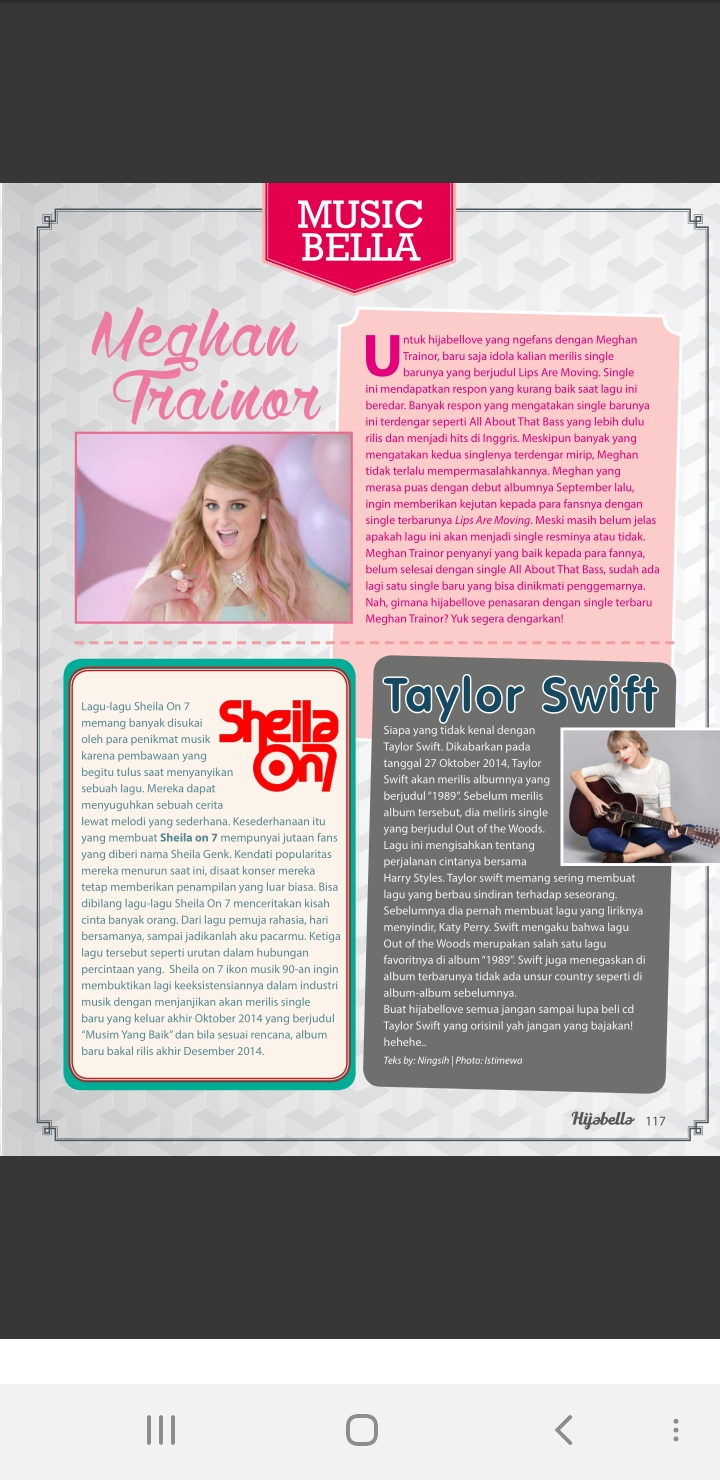 MUSIC
BELLA
Meghan
Trainor
Untuk hijabellove yang ngefans dengan Meghan
Trainor, baru saja idola kalian merilis single
barunya yang berjudul Lips Are Moving. Single
ini mendapatkan respon yang kurang baik saat lagu ini
beredar. Banyak respon yang mengatakan single barunya
ini terdengar seperti All About That Bass yang lebih dulu
rilis dan menjadi hits di Inggris. Meskipun banyak yang
mengatakan kedua singlenya terdengar mirip, Meghan
tidak terlalu mempermasalahkannya. Meghan yang
merasa puas dengan debut albumnya September lalu,
ingin memberikan kejutan kepada para fansnya dengan
single terbarunya Lips Are Moving. Meski masih belum jelas
apakah lagu ini akan menjadi single resminya atau tidak.
Meghan Trainor penyanyi yang baik kepada para fannya,
belum selesai dengan single All About That Bass, sudah ada
lagi satu single baru yang bisa dinikmati penggemarnya.
Nah, gimana hijabellove penasaran dengan single terbaru
Meghan Trainor? Yuk segera dengarkan!
Sheila
On7
Lagu-lagu Sheila On 7
memang banyak disukai
oleh para penikmat musik
karena pembawaan yang
begitu tulus saat menyanyikan
sebuah lagu. Mereka dapat
menyuguhkan sebuah cerita
lewat melodi yang sederhana. Kesederhanaan itu
yang membuat Sheila on 7 mempunyai jutaan fans
yang diberi nama Sheila Genk. Kendati popularitas
mereka menurun saat ini, disaat konser mereka
tetap memberikan penampilan yang luar biasa. Bisa
dibilang lagu-lagu Sheila On 7 menceritakan kisah
cinta banyak orang. Dari lagu pemuja rahasia, hari
bersamanya, sampai jadikanlah aku pacarmu. Ketiga
lagu tersebut seperti urutan dalam hubungan
percintaan yang. Sheila on 7 ikon musik 90-an ingin
membuktikan lagi keeksistensiannya dalam industri
musik dengan menjanjikan akan merilis single
baru yang keluar akhir Oktober 2014 yang berjudul
"Musim Yang Baik" dan bila sesuai rencana, album
baru bakal rilis akhir Desember 2014.
Taylor Swift
Siapa yang tidak kenal dengan
Taylor Swift. Dikabarkan pada
tanggal 27 Oktober 2014, Taylor
Swift akan merilis albumnya yang
berjudul "1989". Sebelum merilis
album tersebut, dia meliris single
yang berjudul Out of the Woods.
Lagu ini mengisahkan tentang
perjalanan cintanya bersama
Harry Styles. Taylor swift memang sering membuat
lagu yang berbau sindiran terhadap seseorang.
Sebelumnya dia pernah membuat lagu yang liriknya
menyindir, Katy Perry. Swift mengaku bahwa lagu
Out of the Woods merupakan salah satu lagu
favoritnya di album "1989". Swift juga menegaskan di
album terbarunya tidak ada unsur country seperti di
album-album sebelumnya.
Buat hijabellove semua jangan sampai lupa beli cd
Taylor Swift yang orisinil yah jangan yang bajakan!
hehehe..
Teks by: Ningsih | Photo: Istimewa
Hijabella 117